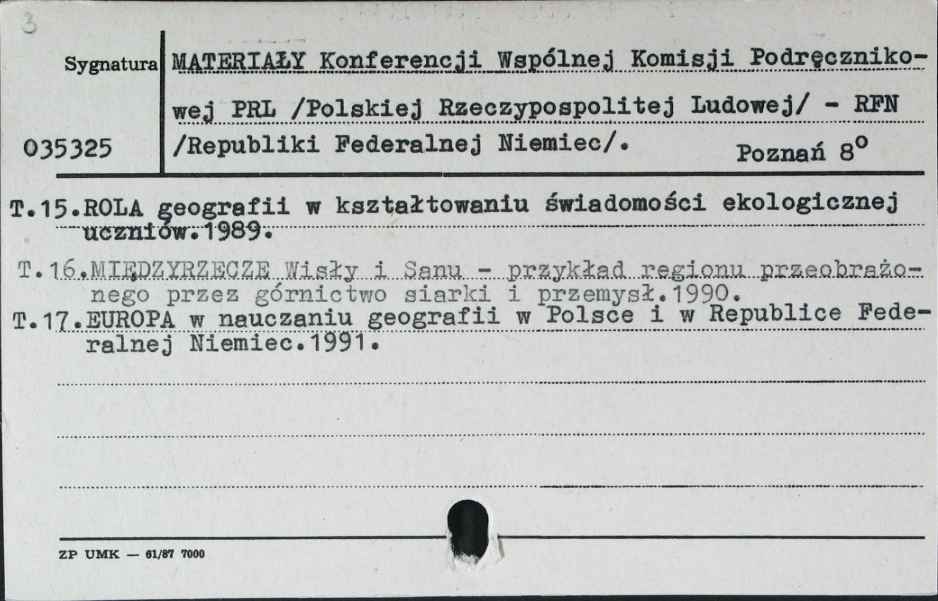 3
Sygnatura
MATERIAŁY Konferencji Wspólnej Komisji Podręczniko-
wej PRL /Polskiej Rzeczypospolitej Ludowej/ - RFN
035325
/Republiki Federalnej Niemiec/.
Poznań 8°
T.15.ROLA geografii w kształtowaniu świadomości ekologicznej
uczniów.1989.
T.16.MIĘDZYRZECZE Wisły i Sanu - przykład regionu przeobrażo-
nego przez górnictwo siarki i przemysł.1990.
T.17.EUROPA w nauczaniu geografii w Polsce i w Republice Fede-
ralnej Niemiec.1991.
ZP UMK — 61/87 7000